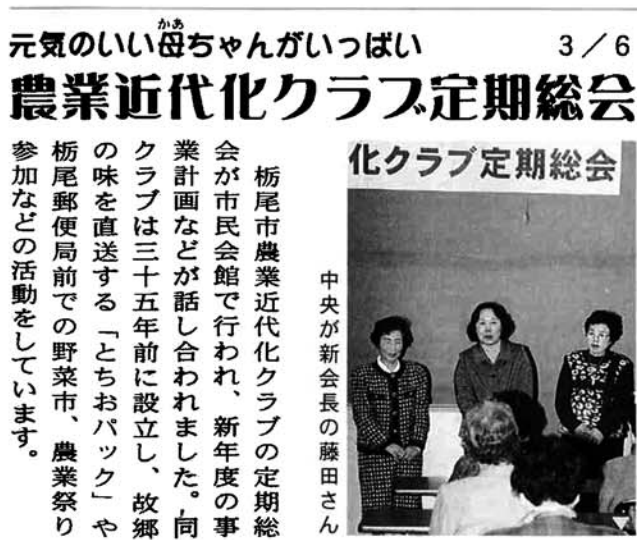 元気のいい母ちゃんがいっぱい 3/6
かあ
農業近代化クラブ定期総会
化クラブ定期総会
中央が新会長の藤田さん
栃尾市農業近代化クラブの定期総
会が市民会館で行われ、新年度の事
業計画などが話し合われました。同
クラブは三十五年前に設立し、故郷
の味を直送する「とちおパック」や
栃尾郵便局前での野菜市、農業祭り
参加などの活動をしています。